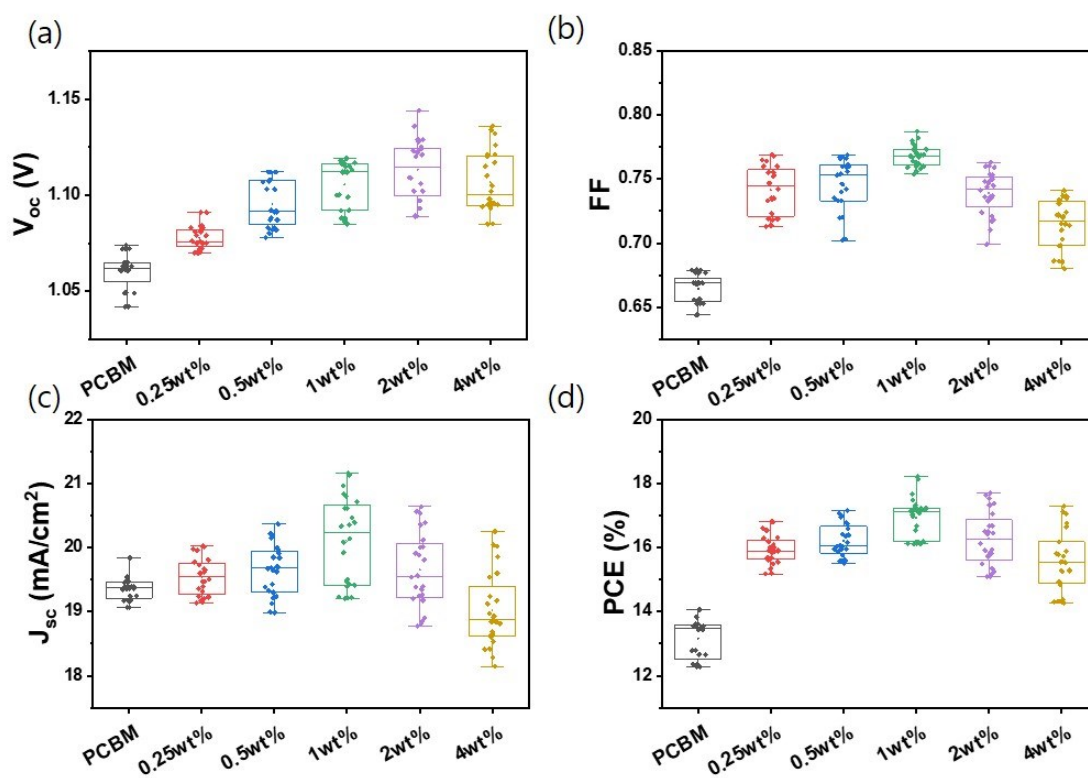 (a)
V_oc (V)
1.15
1.10
1.05
PCBM
0.25wt%
0.5wt%
1wt%
2wt%
4wt%
(b)
FF
0.85
0.80
0.75
0.70
0.65
PCBM
0.25wt%
0.5wt%
1wt%
2wt%
4wt%
(c)
J_sc (mA/cm²)
22
21
20
19
18
PCBM
0.25wt%
0.5wt%
1wt%
2wt%
4wt%
(d)
PCE (%)
20
18
16
14
12
10
PCBM
0.25wt%
0.5wt%
1wt%
2wt%
4wt%